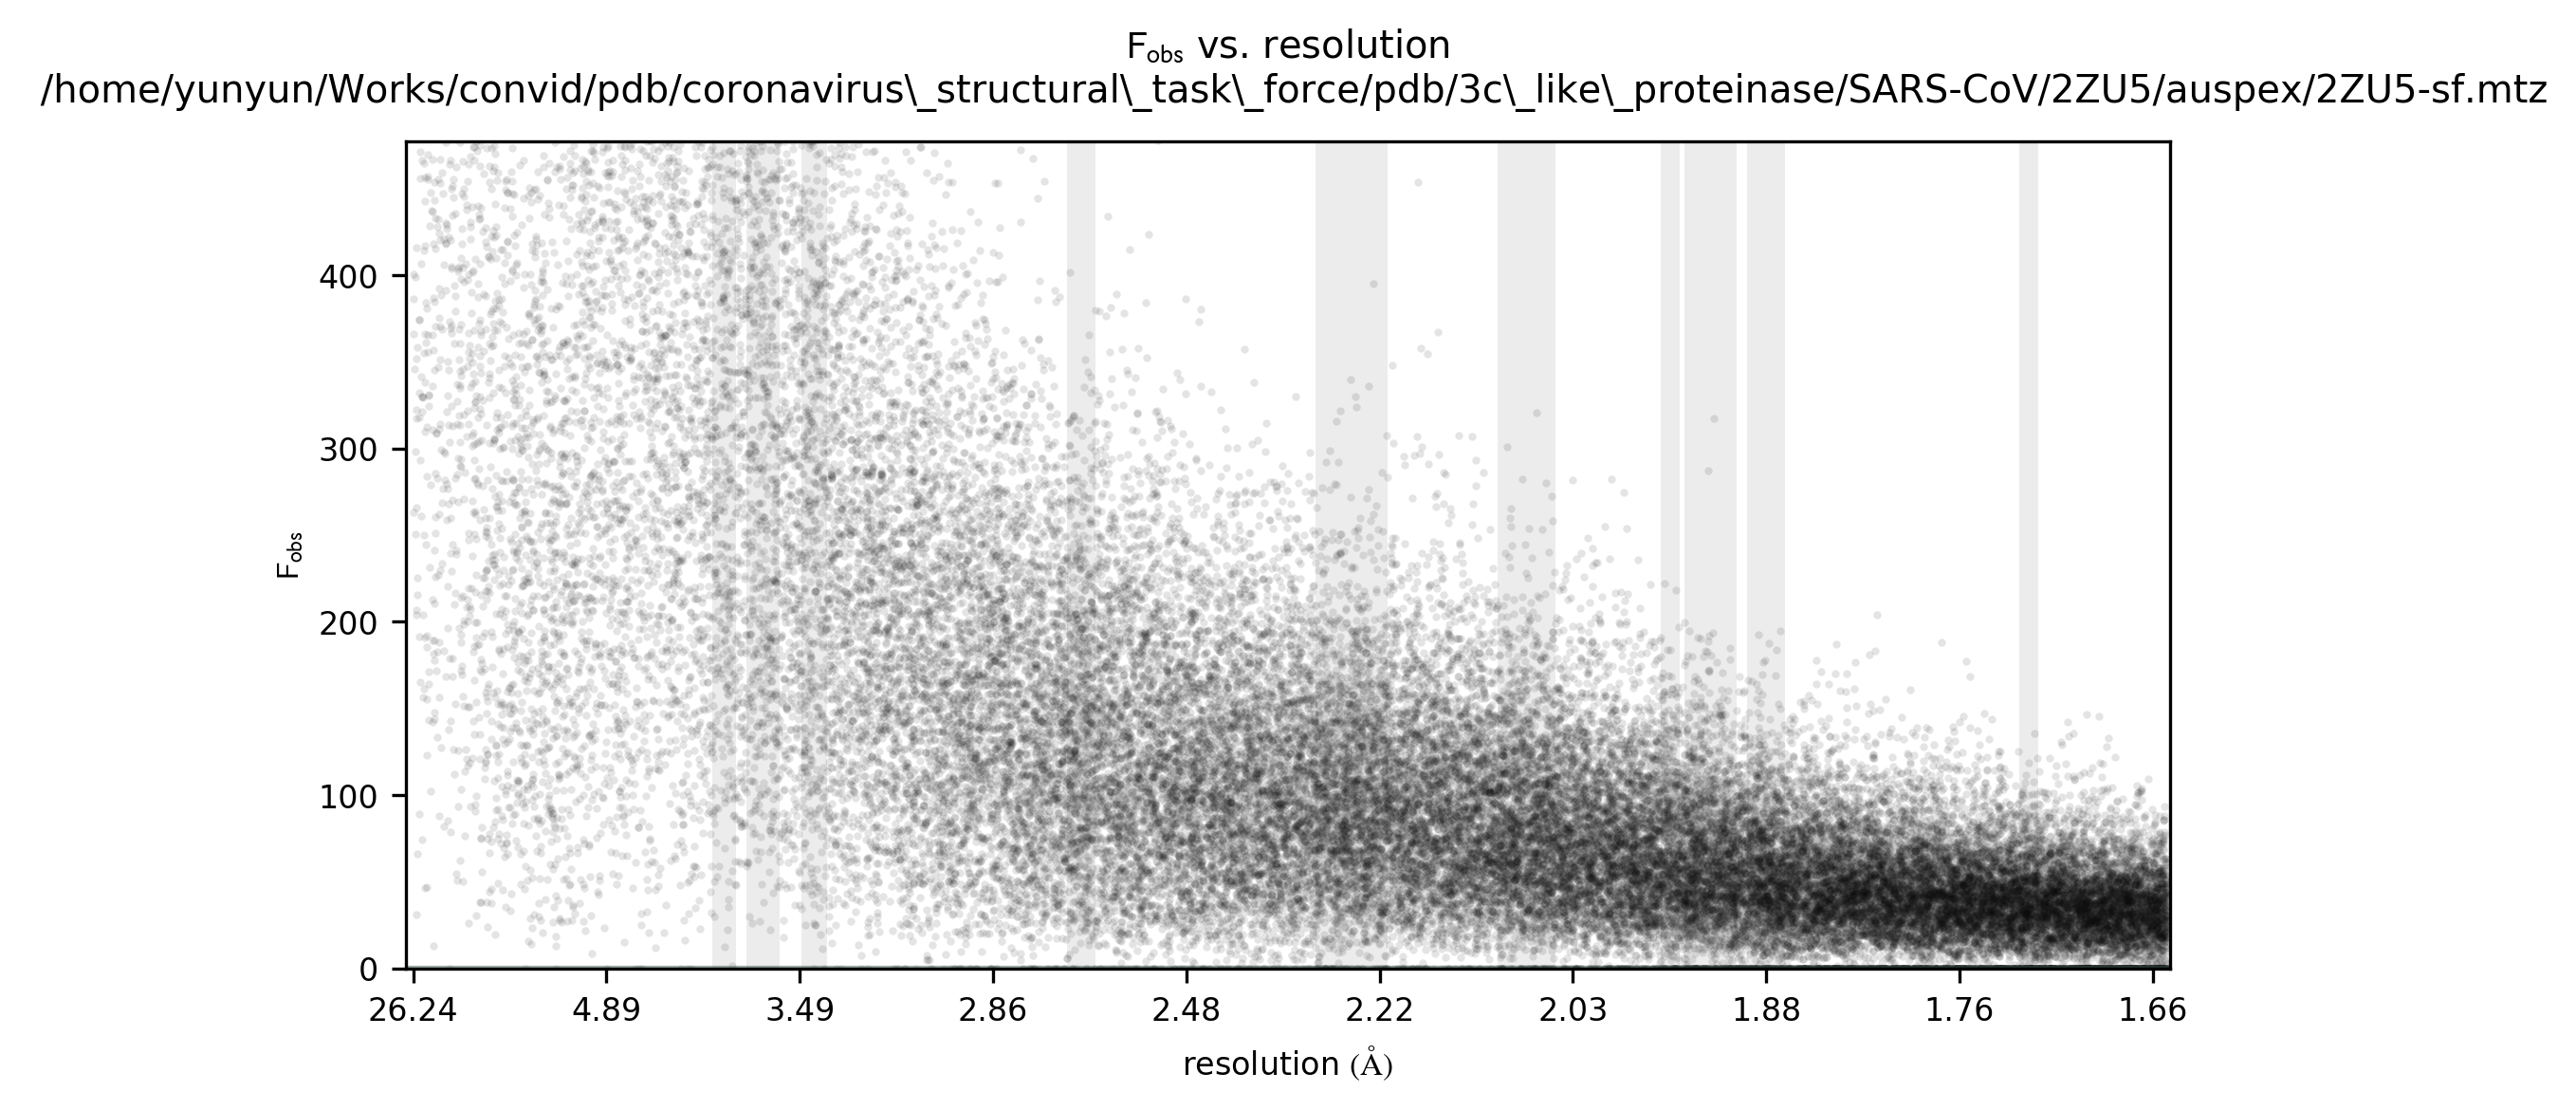 Fobs vs. resolution
/home/yunyun/Works/convid/pdb/coronavirus\_structural\_task\_force/pdb/3c\_like\_proteinase/SARS-CoV/2ZU5/auspex/2ZU5-sf.mtz
400
300
200
100
0
Fobs
26.24 4.89 3.49 2.86 2.48 2.22 2.03 1.88 1.76 1.66
resolution (Å)